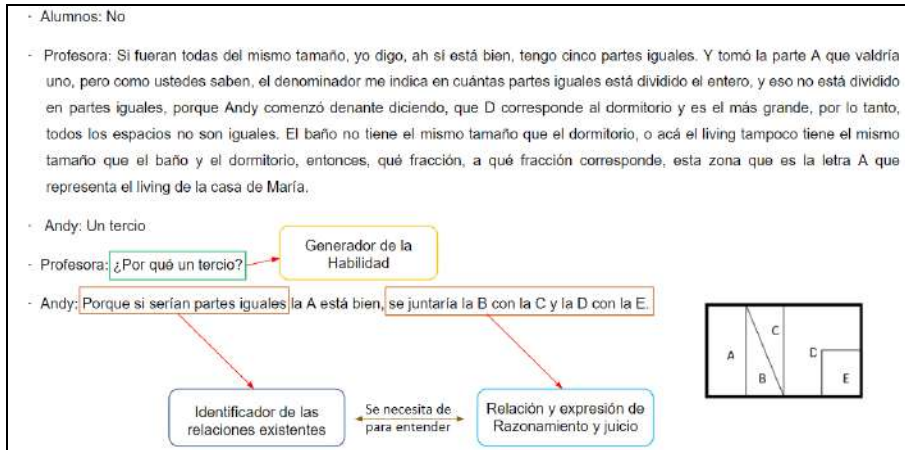 - Alumnos: No
- Profesora: Si fueran todas del mismo tamaño, yo digo, ah sí está bien, tengo cinco partes iguales. Y tomó la parte A que valdría
uno, pero como ustedes saben, el denominador me indica en cuántas partes iguales está dividido el entero, y eso no está dividido
en partes iguales, porque Andy comenzó denante diciendo, que D corresponde al dormitorio y es el más grande, por lo tanto,
todos los espacios no son iguales. El baño no tiene el mismo tamaño que el dormitorio, o acá el living tampoco tiene el mismo
tamaño que el baño y el dormitorio, entonces, qué fracción, a qué fracción corresponde, esta zona que es la letra A que
representa el living de la casa de María.
- Andy: Un tercio
Generador de la
Habilidad
- Profesora: ¿Por qué un tercio?
- Andy: Porque si serían partes iguales la A está bien, se juntaría la B con la C y la D con la E.
A
B
C
D
E
Identificador de las
relaciones existentes
Se necesita de
para entender
Relación y expresión de
Razonamiento y juicio